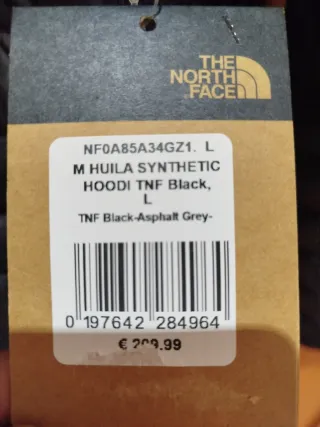 THE
NORTH
FACE
NF0A85A34GZ1. L
M HUILA SYNTHETIC
HOODI TNF Black,
L
TNF Black-Asphalt Grey-
0 197642 284964